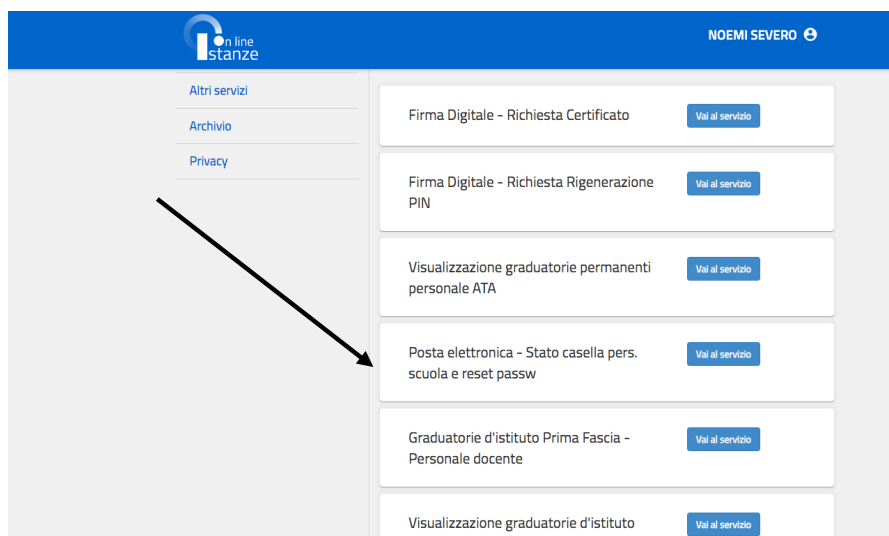 On line
Istanze
NOEMI SEVERO
Altri servizi
Archivio
Privacy
Firma Digitale - Richiesta Certificato
Vai al servizio
Firma Digitale - Richiesta Rigenerazione
PIN
Vai al servizio
Visualizzazione graduatorie permanenti
personale ATA
Vai al servizio
Posta elettronica - Stato casella pers.
scuola e reset passw
Vai al servizio
Graduatorie d'istituto Prima Fascia -
Personale docente
Vai al servizio
Visualizzazione graduatorie d'istituto
Vai al servizio